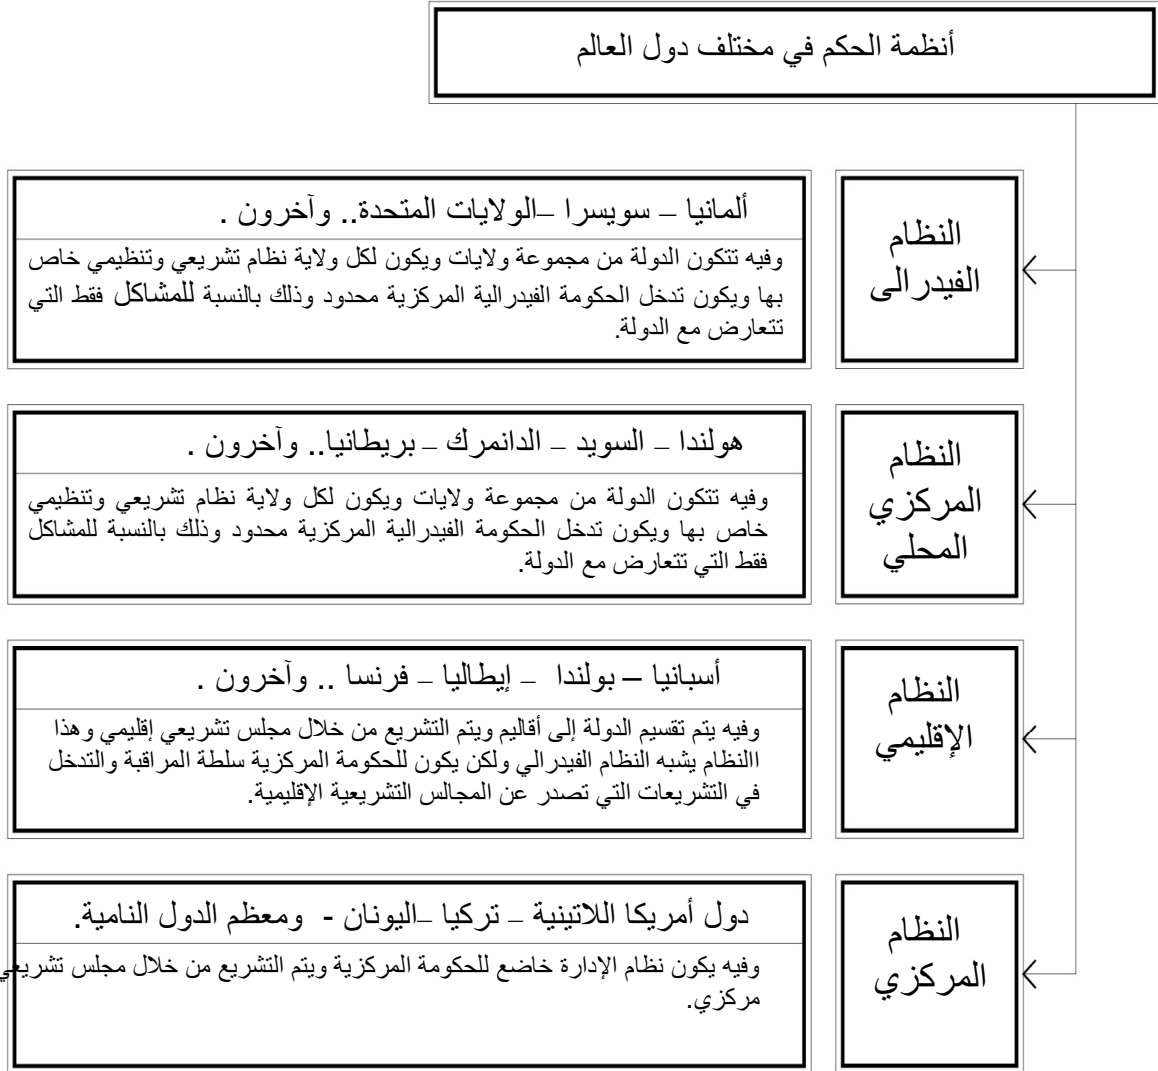 أنظمة الحكم في مختلف دول العالم
النظام
الفيدرالى
ألمانيا – سويسرا –الولايات المتحدة.. وآخرون .
وفيه تتكون الدولة من مجموعة ولايات ويكون لكل ولاية نظام تشريعي وتنظيمي خاص
بها ويكون تدخل الحكومة الفيدرالية المركزية محدود وذلك بالنسبة للمشاكل فقط التي
تتعارض مع الدولة.
النظام
المركزي
المحلي
هولندا – السويد – الدانمرك – بريطانيا.. وآخرون .
وفيه تتكون الدولة من مجموعة ولايات ويكون لكل ولاية نظام تشريعي وتنظيمي
خاص بها ويكون تدخل الحكومة الفيدرالية المركزية محدود وذلك بالنسبة للمشاكل
فقط التي تتعارض مع الدولة.
النظام
الإقليمي
أسبانيا – بولندا – إيطاليا – فرنسا .. وآخرون .
وفيه يتم تقسيم الدولة إلى أقاليم ويتم التشريع من خلال مجلس تشريعي إقليمي وهذا
االنظام يشبه النظام الفيدرالي ولكن يكون للحكومة المركزية سلطة المراقبة والتدخل
في التشريعات التي تصدر عن المجالس التشريعية الإقليمية.
النظام
المركزي
دول أمريكا اللاتينية – تركيا –اليونان - ومعظم الدول النامية.
وفيه يكون نظام الإدارة خاضع للحكومة المركزية ويتم التشريع من خلال مجلس تشريعي
مركزي.